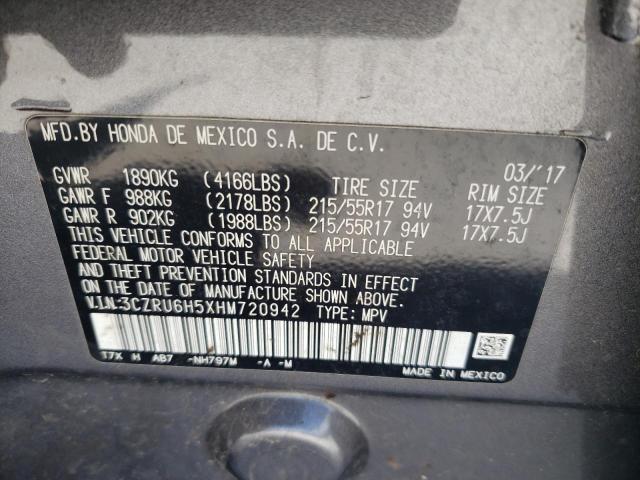 MFD.BY HONDA DE MEXICO S.A. DE C.V.
03/'17
GVWR 1890KG (4166LBS) TIRE SIZE RIM SIZE
GAWR F 988KG (2178LBS) 215/55R17 94V 17X7.5J
GAWR R 902KG (1988LBS) 215/55R17 94V 17X7.5J
THIS VEHICLE CONFORMS TO ALL APPLICABLE
FEDERAL MOTOR VEHICLE SAFETY
AND THEFT PREVENTION STANDARDS IN EFFECT
ON THE DATE OF MANUFACTURE SHOWN ABOVE.
V.I.N:3CZRU6H5XHM720942 TYPE: MPV
T7X H AB7 -NH797M -A -M
MADE IN MEXICO